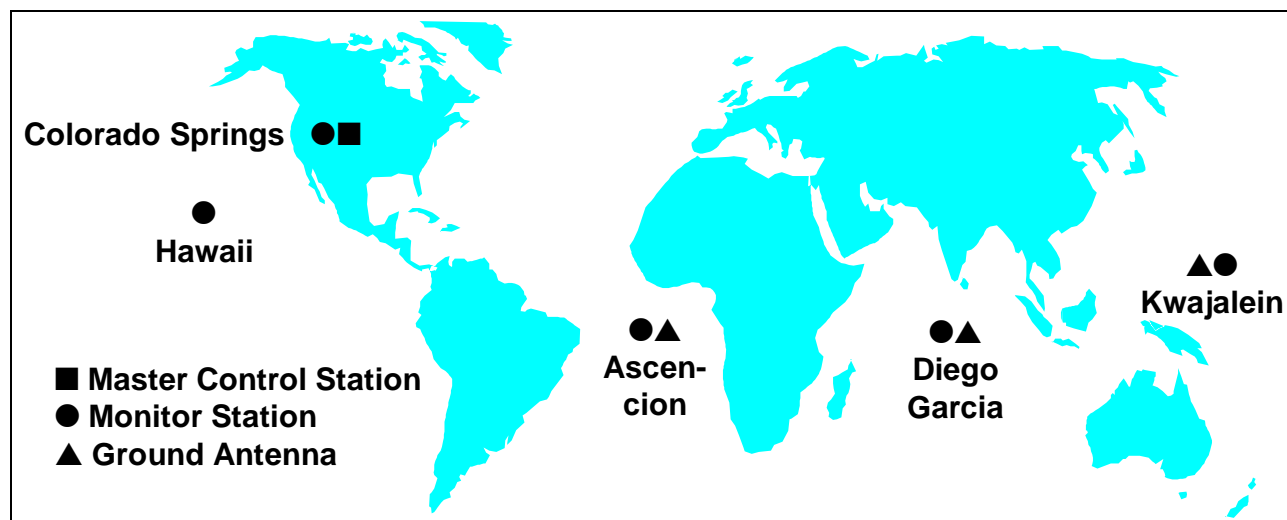 Colorado Springs
Hawaii
Kwajalein
Ascen-
cion
Diego
Garcia
Master Control Station
Monitor Station
Ground Antenna